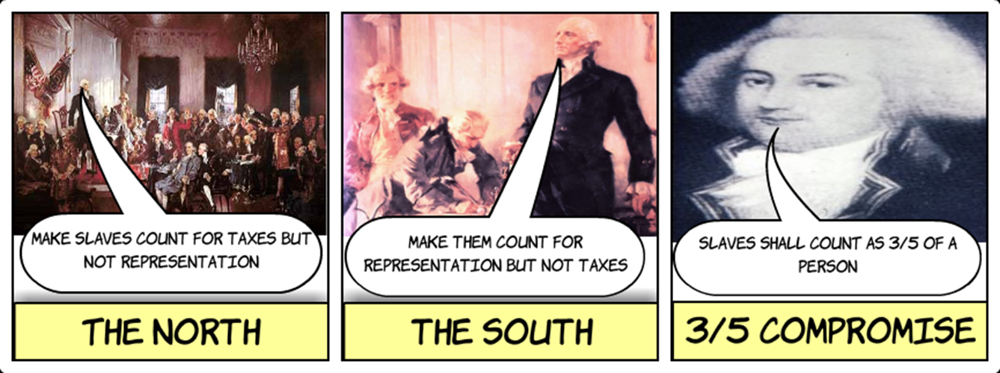 MAKE SLAVES COUNT FOR TAXES BUT
NOT REPRESENTATION
THE NORTH
MAKE THEM COUNT FOR
REPRESENTATION BUT NOT TAXES
THE SOUTH
SLAVES SHALL COUNT AS 3/5 OF A
PERSON
3/5 COMPROMISE